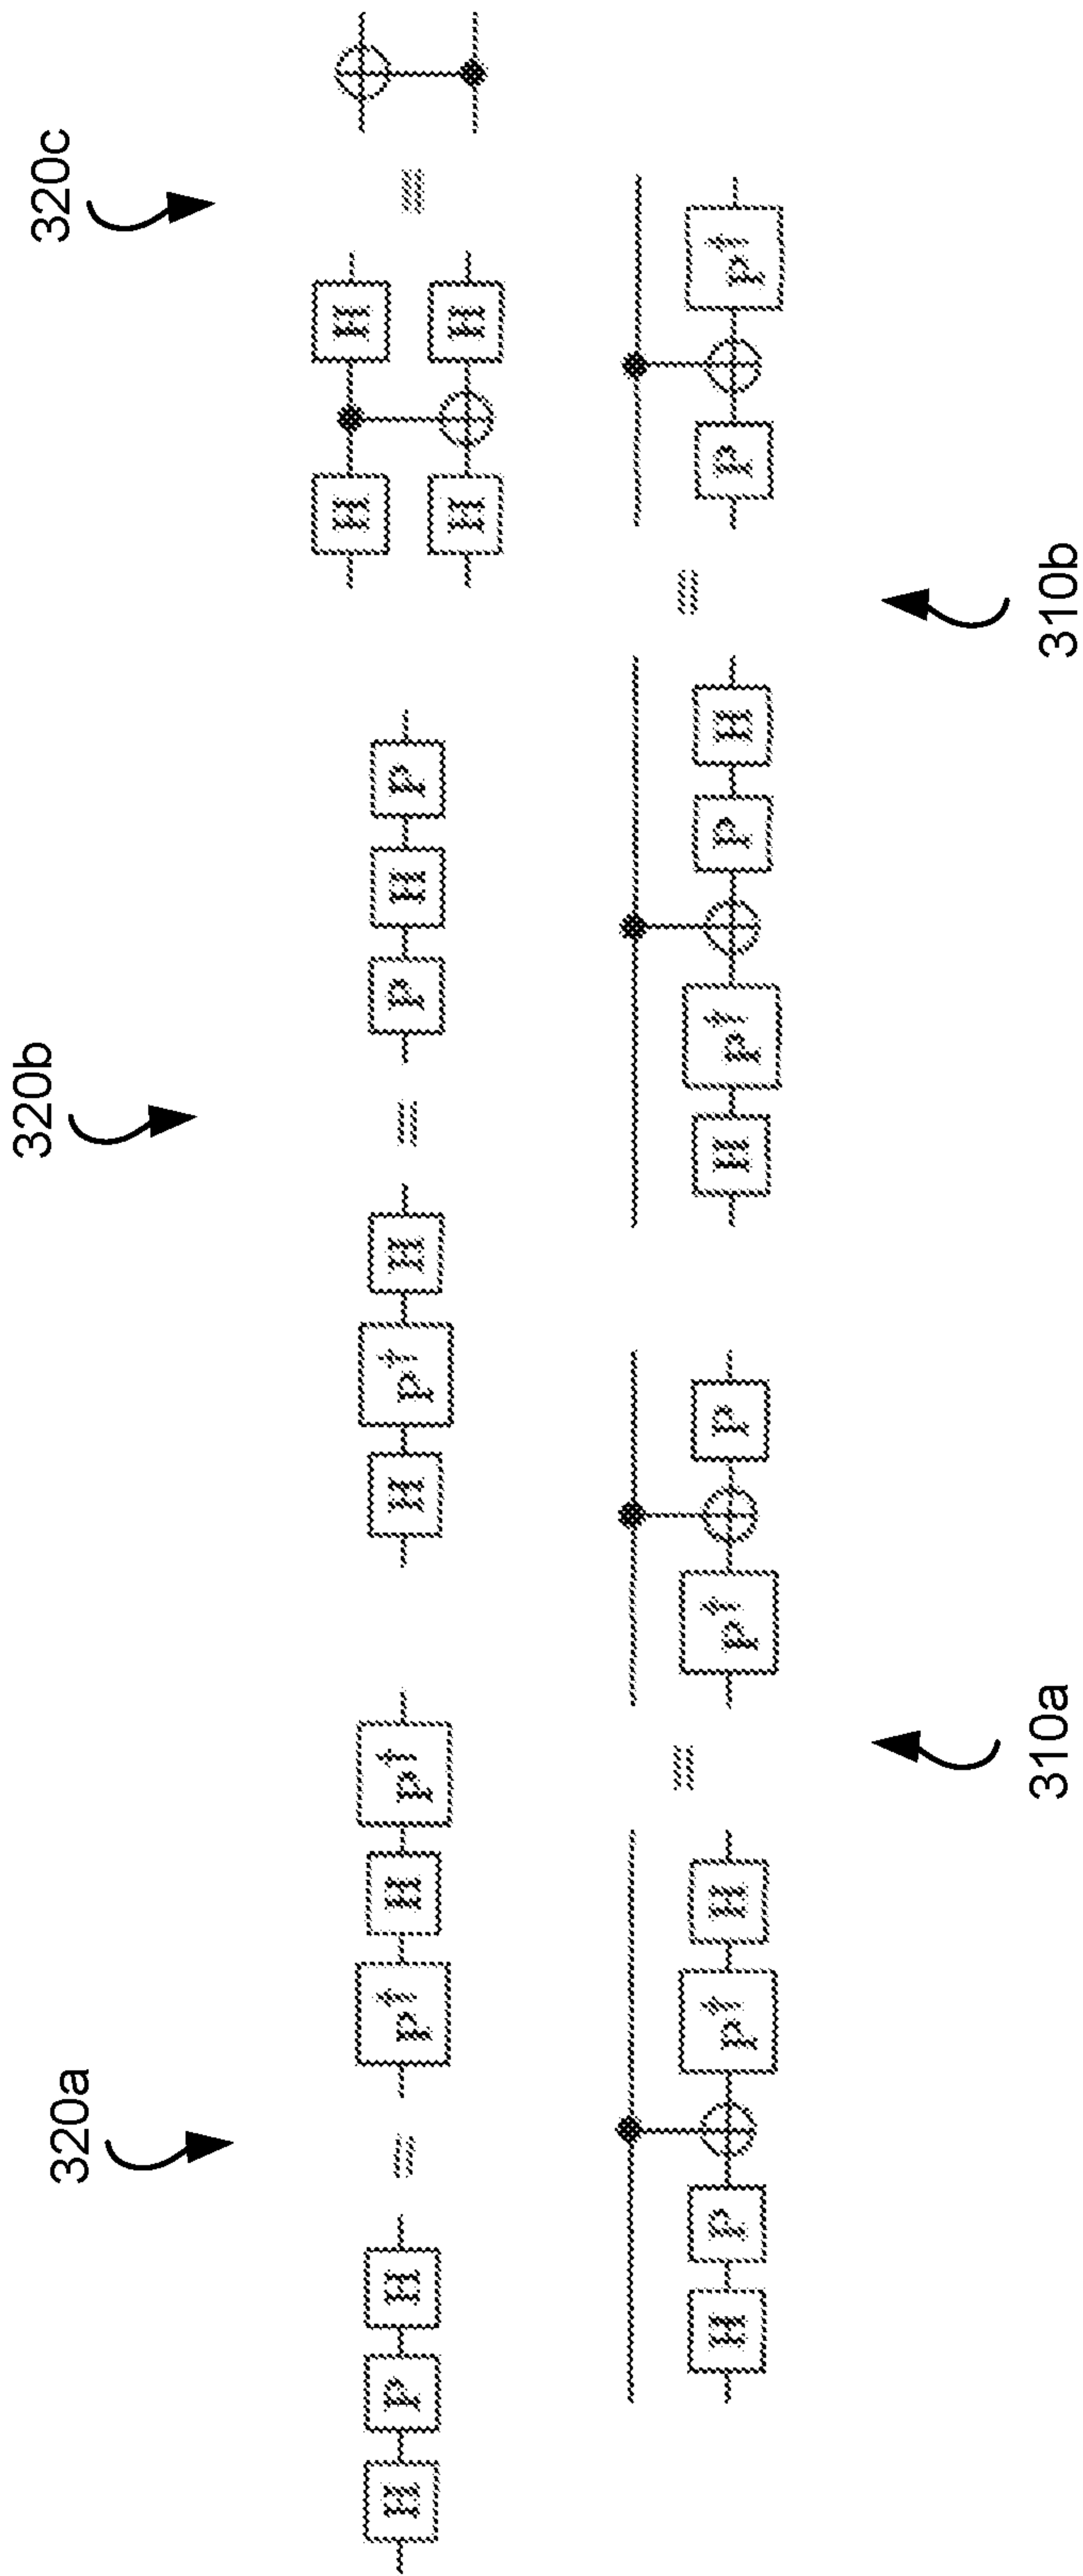 320a 320b 320c
H P H ≡ P† H P†
H P† H ≡ P H P
H H ≡
H H
H P P† H ≡ P† P
H P† P H ≡ P P†
310a 310b